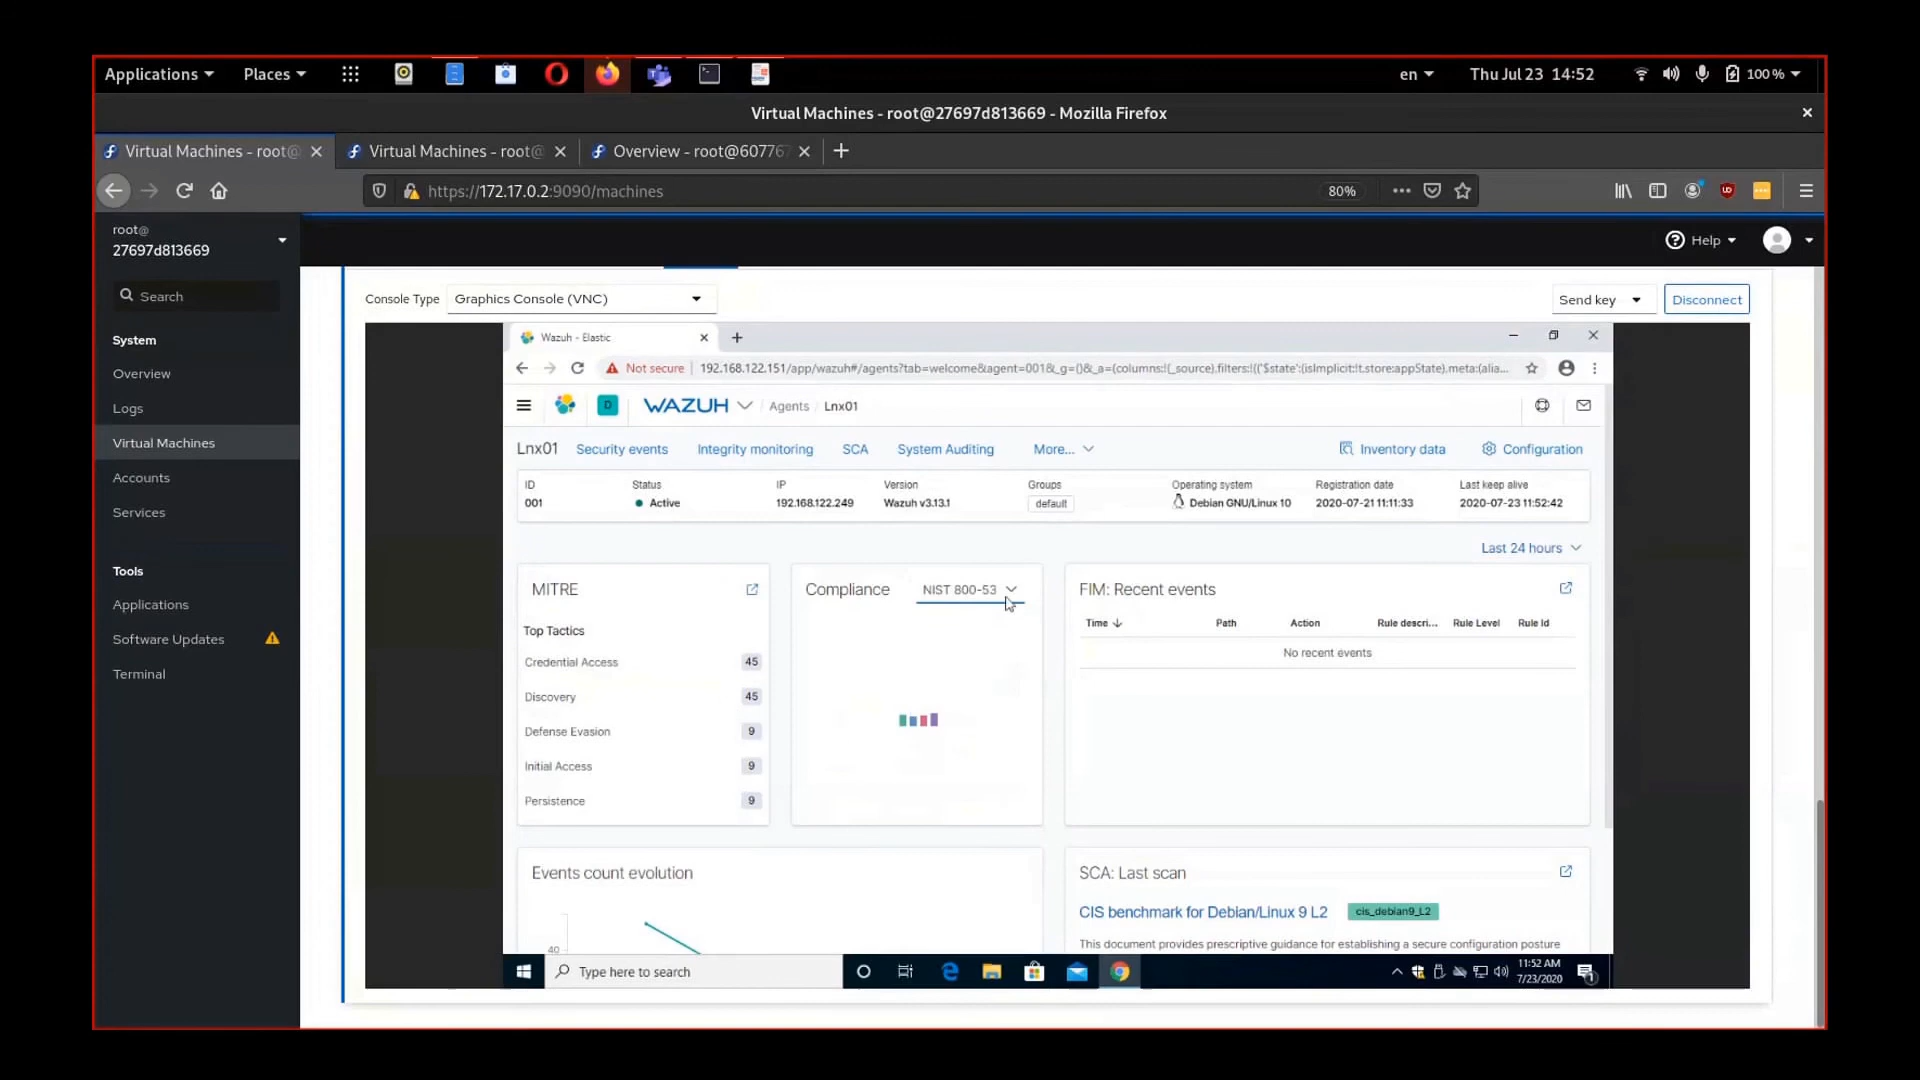 Applications Places en Thu Jul 23 14:52 100 %
Virtual Machines - root@27697d813669 - Mozilla Firefox
Virtual Machines - root@ Virtual Machines - root@ Overview - root@60776
https://172.17.0.2:9090/machines 80%
root@
27697d813669
Help
Search
System
Overview
Logs
Virtual Machines
Accounts
Services
Tools
Applications
Software Updates
Terminal
Console Type Graphics Console (VNC) Send key Disconnect
Wazuh - Elastic
Not secure 192.168.122.151/app/wazuh#/agents?tab=welcome&agent=001&_g=()&_a=(columns:!(_source).filters:!(('$state':(isImplicit:!t.store:appState).meta:(alia...
D WAZUH / Agents / Lnx01
Lnx01 Security events Integrity monitoring SCA System Auditing More... Inventory data Configuration
ID Status IP Version Groups Operating system Registration date Last keep alive
001 Active 192.168.122.249 Wazuh v3.13.1 default Debian GNU/Linux 10 2020-07-21 11:11:33 2020-07-23 11:52:42
Last 24 hours
MITRE
Top Tactics
Credential Access 45
Discovery 45
Defense Evasion 9
Initial Access 9
Persistence 9
Compliance NIST 800-53
FIM: Recent events
Time Path Action Rule descri... Rule Level Rule Id
No recent events
Events count evolution
40
SCA: Last scan
CIS benchmark for Debian/Linux 9 L2 cis_debian9_L2
This document provides prescriptive guidance for establishing a secure configuration posture
Type here to search
11:52 AM
7/23/2020
1